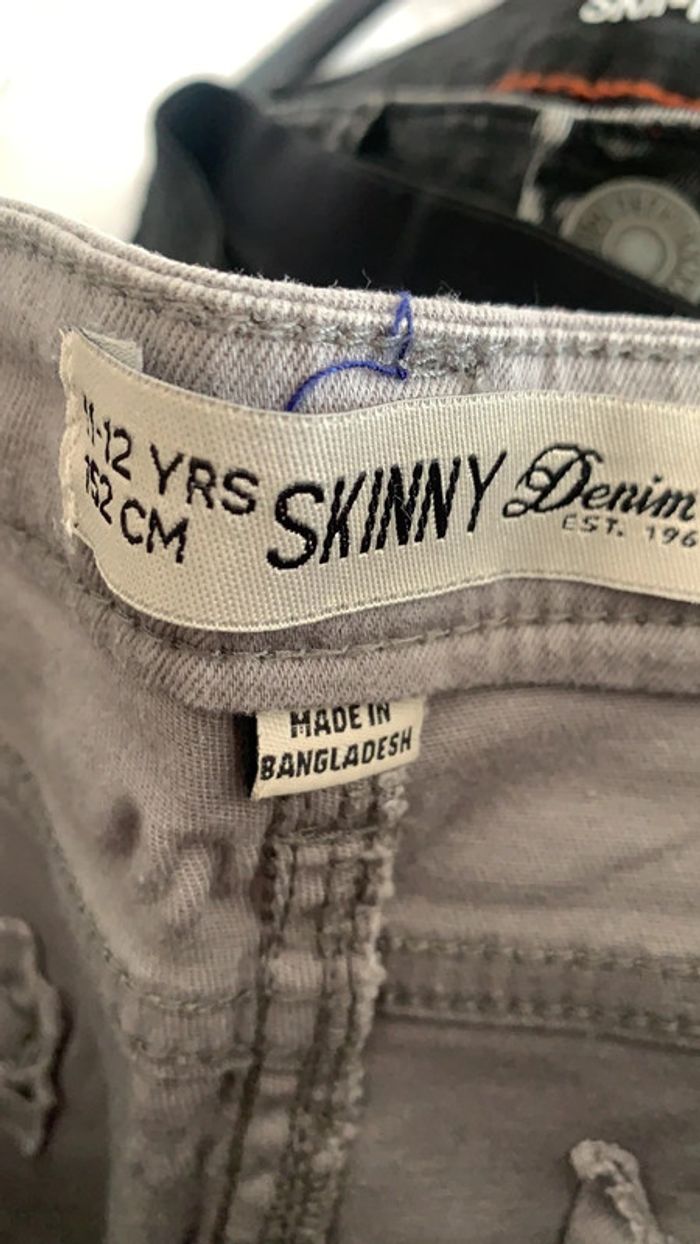 11-12 YRS
152 CM
SKINNY Denim
EST. 196
MADE IN
BANGLADESH